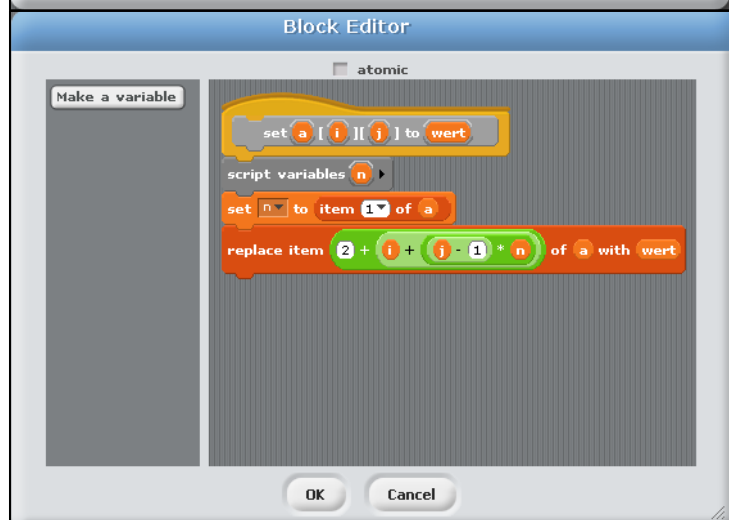 Block Editor
atomic
Make a variable
set a [ i ][ j ] to wert
script variables n
set n to item 1 of a
replace item 2 + i + j - 1 * n of a with wert
OK Cancel